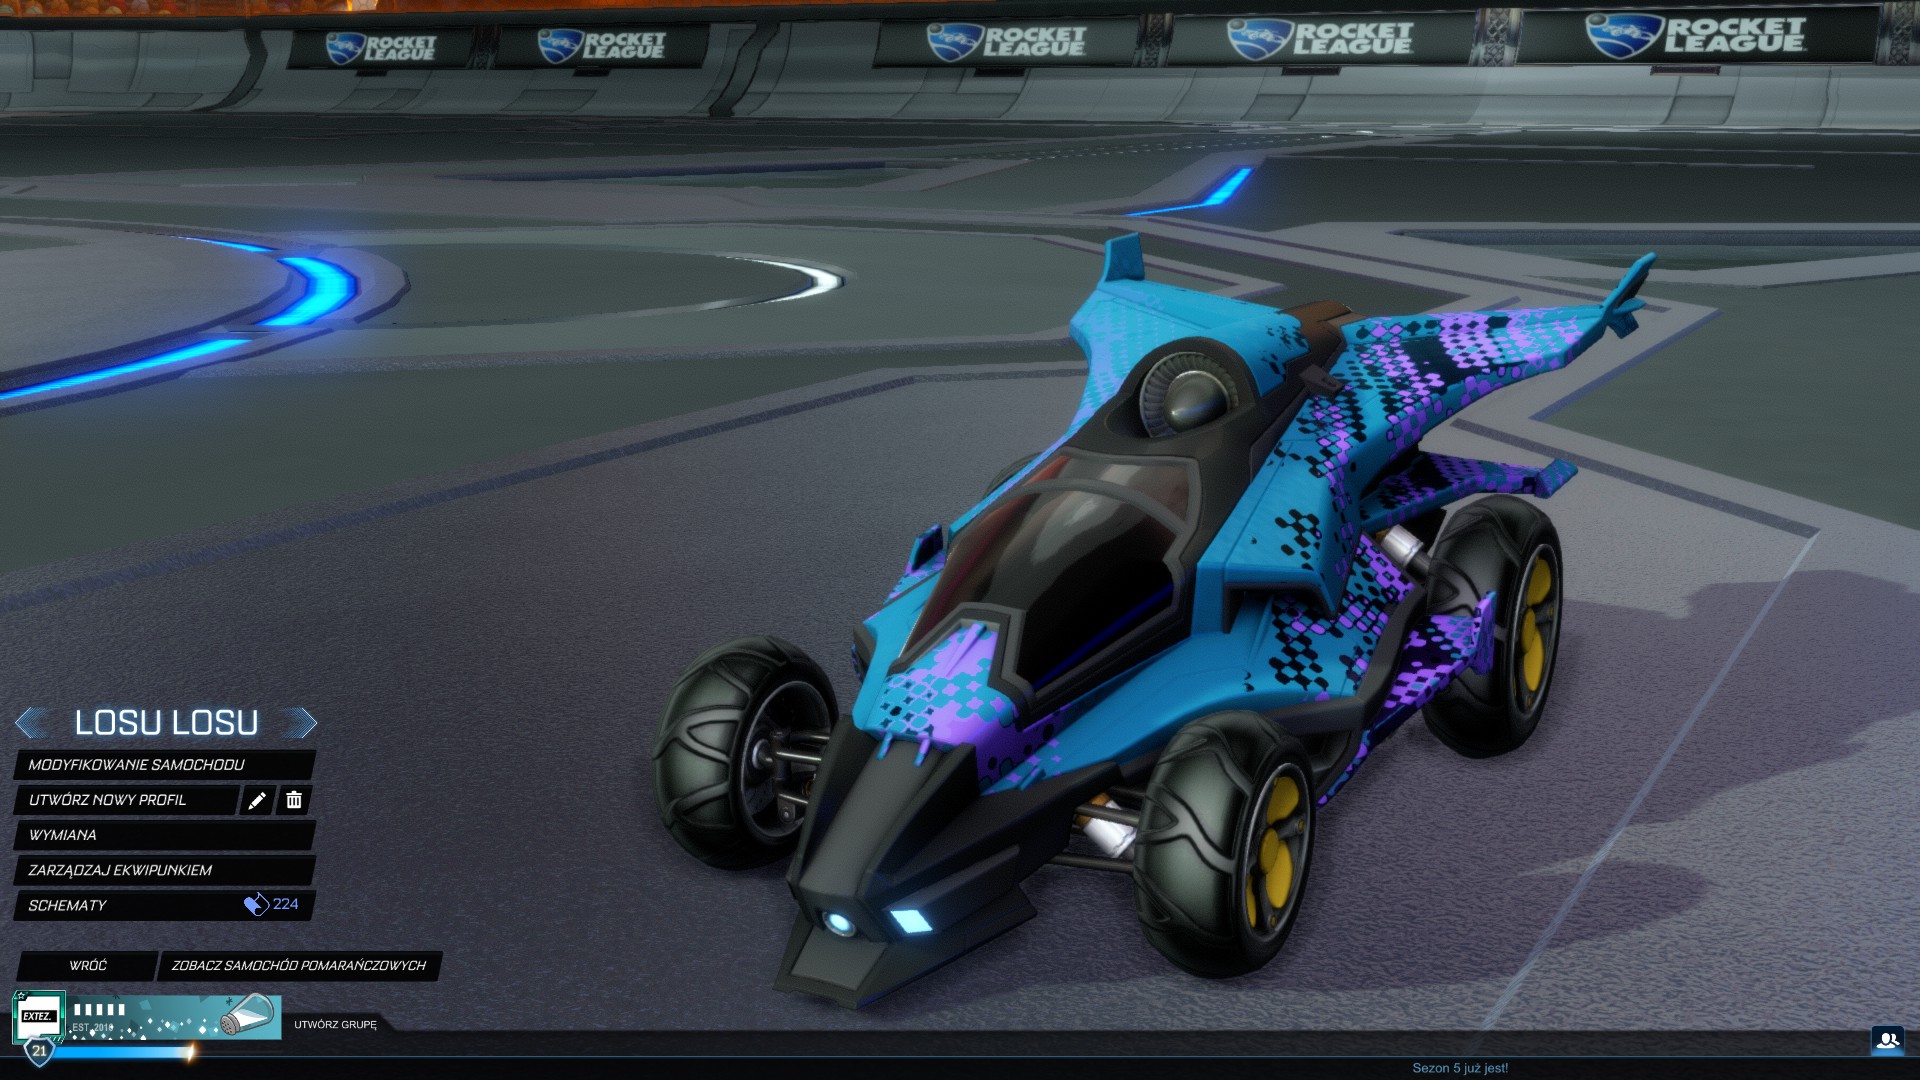 ROCKET LEAGUE
ROCKET LEAGUE
ROCKET LEAGUE
ROCKET LEAGUE
ROCKET LEAGUE
LOSU LOSU
MODYFIKOWANIE SAMOCHODU
UTWÓRZ NOWY PROFIL
WYMIANA
ZARZĄDZAJ EKWIPUNKIEM
SCHEMATY 224
WRÓĆ ZOBACZ SAMOCHÓD POMARAŃCZOWYCH
EXTEZ.
EST. 2018
UTWÓRZ GRUPĘ
21
Sezon 5 już jest!